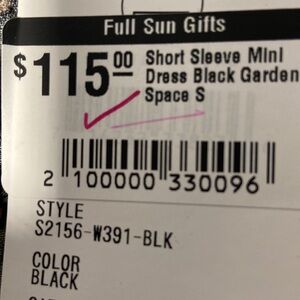 Full Sun Gifts
$115.00 Short Sleeve Mini
Dress Black Garden
Space S
2 100000 330096
STYLE
S2156-W391-BLK
COLOR
BLACK